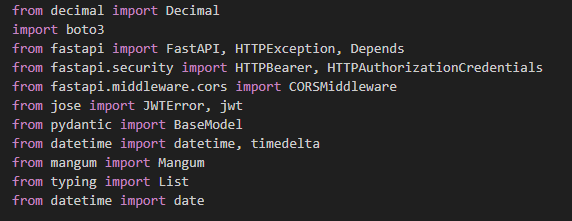 from decimal import Decimal
import boto3
from fastapi import FastAPI, HTTPException, Depends
from fastapi.security import HTTPBearer, HTTPAuthorizationCredentials
from fastapi.middleware.cors import CORSMiddleware
from jose import JWTError, jwt
from pydantic import BaseModel
from datetime import datetime, timedelta
from mangum import Mangum
from typing import List
from datetime import date